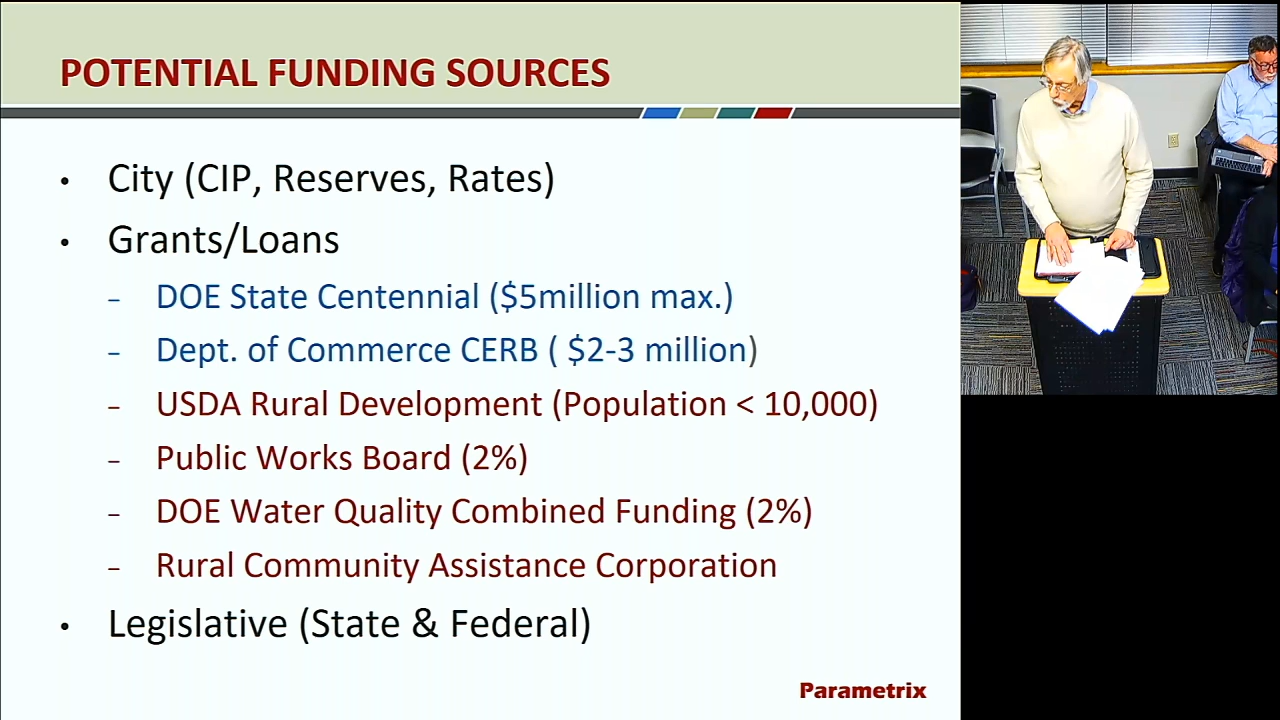 POTENTIAL FUNDING SOURCES
• City (CIP, Reserves, Rates)
• Grants/Loans
– DOE State Centennial ($5million max.)
– Dept. of Commerce CERB ( $2-3 million)
– USDA Rural Development (Population < 10,000)
– Public Works Board (2%)
– DOE Water Quality Combined Funding (2%)
– Rural Community Assistance Corporation
• Legislative (State & Federal)
Parametrix